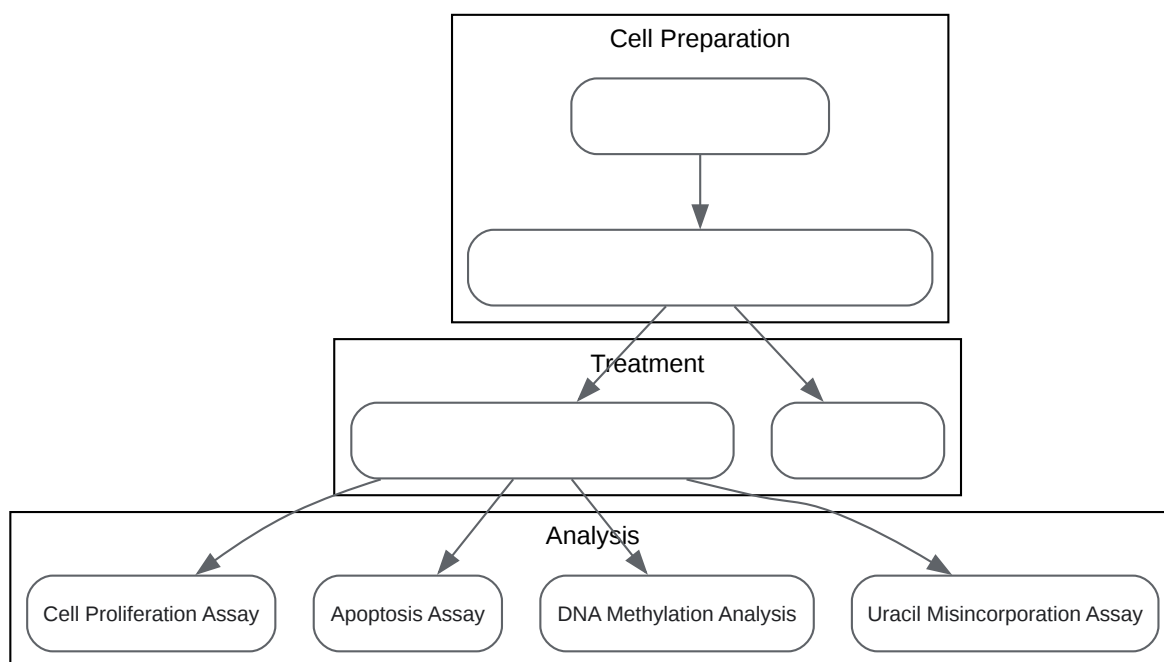 Cell Preparation
Treatment
Analysis
Cell Proliferation Assay
Apoptosis Assay
DNA Methylation Analysis
Uracil Misincorporation Assay